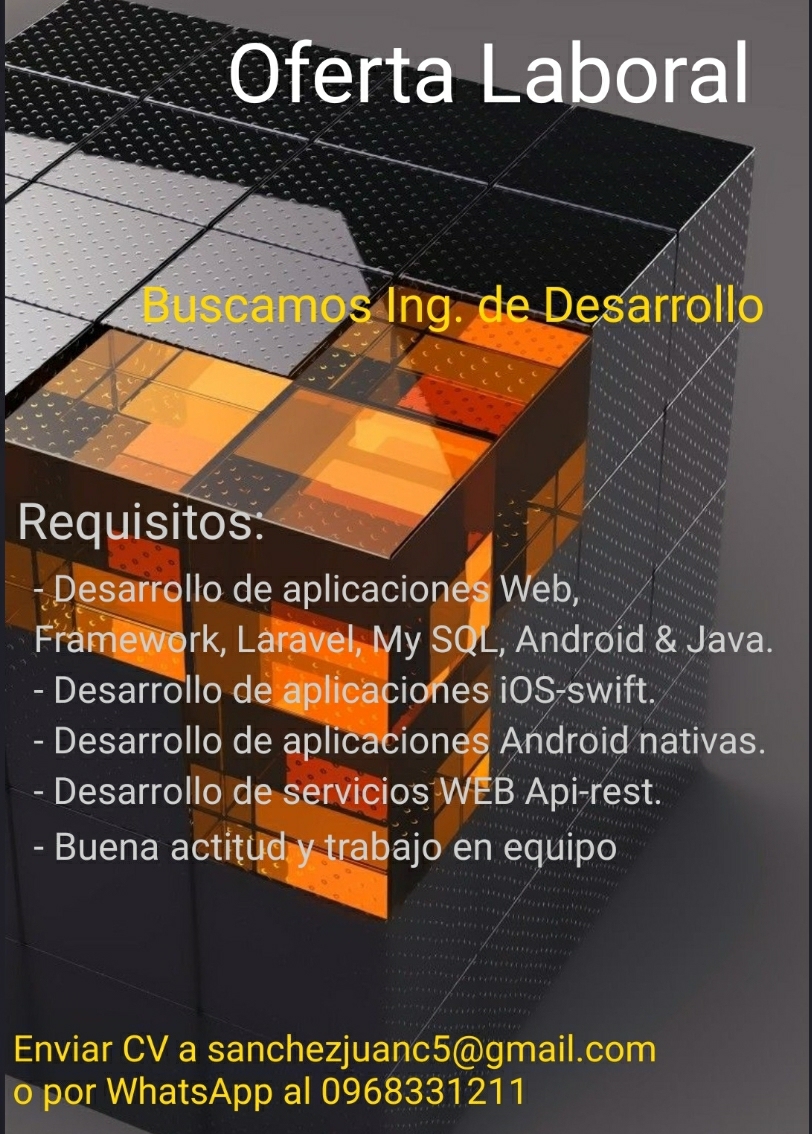 Oferta Laboral
Buscamos Ing. de Desarrollo
Requisitos:
- Desarrollo de aplicaciones Web,
Framework, Laravel, My SQL, Android & Java.
- Desarrollo de aplicaciones iOS-swift.
- Desarrollo de aplicaciones Android nativas.
- Desarrollo de servicios WEB Api-rest.
- Buena actitud y trabajo en equipo
Enviar CV a sanchezjuanc5@gmail.com
o por WhatsApp al 0968331211